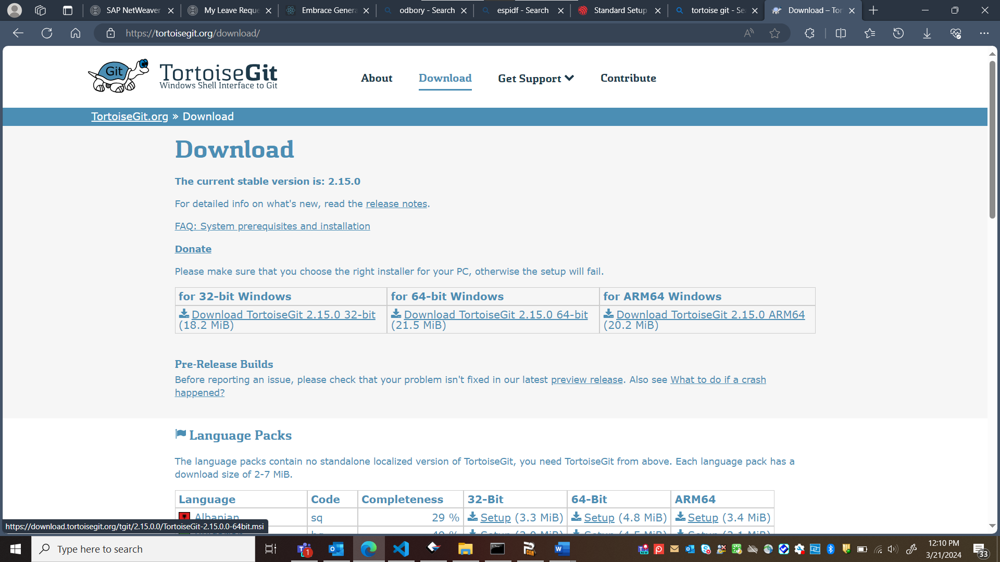 SAP NetWeaver
My Leave Reque
Embrace Genera
odbory - Search
espidf - Search
Standard Setup
tortoise git - Se
Download – Tor
https://tortoisegit.org/download/
Git
TortoiseGit
Windows Shell Interface to Git
About
Download
Get Support
Contribute
TortoiseGit.org » Download
Download
The current stable version is: 2.15.0
For detailed info on what's new, read the release notes.
FAQ: System prerequisites and installation
Donate
Please make sure that you choose the right installer for your PC, otherwise the setup will fail.
for 32-bit Windows
for 64-bit Windows
for ARM64 Windows
Download TortoiseGit 2.15.0 32-bit
(18.2 MiB)
Download TortoiseGit 2.15.0 64-bit
(21.5 MiB)
Download TortoiseGit 2.15.0 ARM64
(20.2 MiB)
Pre-Release Builds
Before reporting an issue, please check that your problem isn't fixed in our latest preview release. Also see What to do if a crash
happened?
Language Packs
The language packs contain no standalone localized version of TortoiseGit, you need TortoiseGit from above. Each language pack has a
download size of 2-7 MiB.
Language Code Completeness 32-Bit 64-Bit ARM64
Albanian sq 29 % Setup (3.3 MiB) Setup (4.8 MiB) Setup (3.4 MiB)
https://download.tortoisegit.org/tgit/2.15.0.0/TortoiseGit-2.15.0.0-64bit.msi
Type here to search
1
12:10 PM
3/21/2024
33